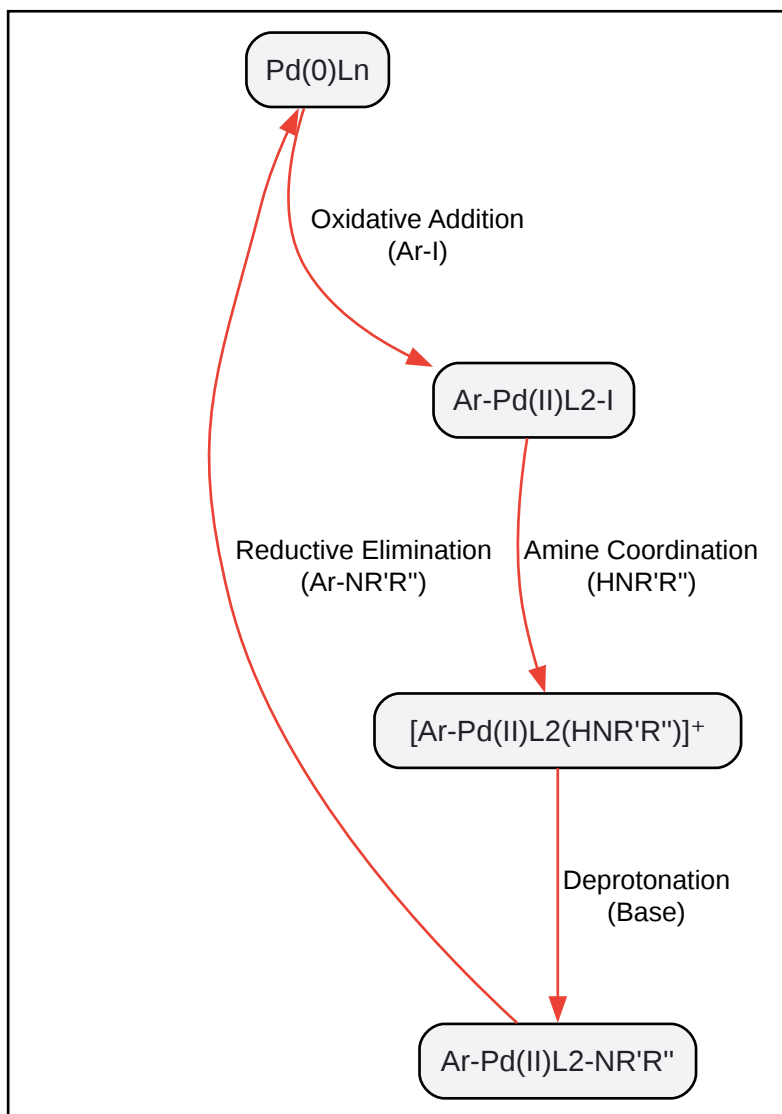 Pd(0)Ln
Oxidative Addition
(Ar-I)
Ar-Pd(II)L2-I
Reductive Elimination
(Ar-NR'R")
Amine Coordination
(HNR'R")
[Ar-Pd(II)L2(HNR'R")]⁺
Deprotonation
(Base)
Ar-Pd(II)L2-NR'R"